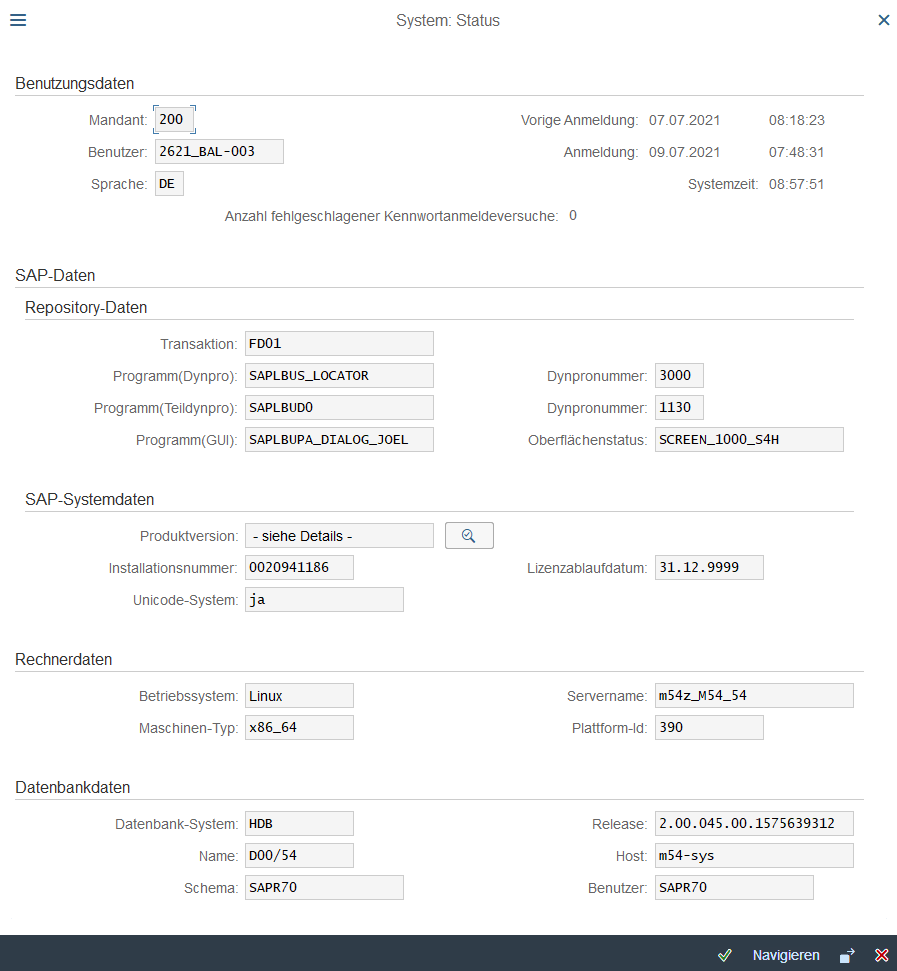 System: Status
Benutzungsdaten
Mandant: 200 Vorige Anmeldung: 07.07.2021 08:18:23
Benutzer: 2621_BAL-003 Anmeldung: 09.07.2021 07:48:31
Sprache: DE Systemzeit: 08:57:51
Anzahl fehlgeschlagener Kennwortanmeldeversuche: 0
SAP-Daten
Repository-Daten
Transaktion: FD01
Programm(Dynpro): SAPLBUS_LOCATOR Dynpronummer: 3000
Programm(Teildynpro): SAPLBUD0 Dynpronummer: 1130
Programm(GUI): SAPLBUPA_DIALOG_JOEL Oberflächenstatus: SCREEN_1000_S4H
SAP-Systemdaten
Produktversion: - siehe Details -
Installationsnummer: 0020941186 Lizenzablaufdatum: 31.12.9999
Unicode-System: ja
Rechnerdaten
Betriebssystem: Linux Servername: m54z_M54_54
Maschinen-Typ: x86_64 Plattform-Id: 390
Datenbankdaten
Datenbank-System: HDB Release: 2.00.045.00.1575639312
Name: D00/54 Host: m54-sys
Schema: SAPR70 Benutzer: SAPR70
Navigieren